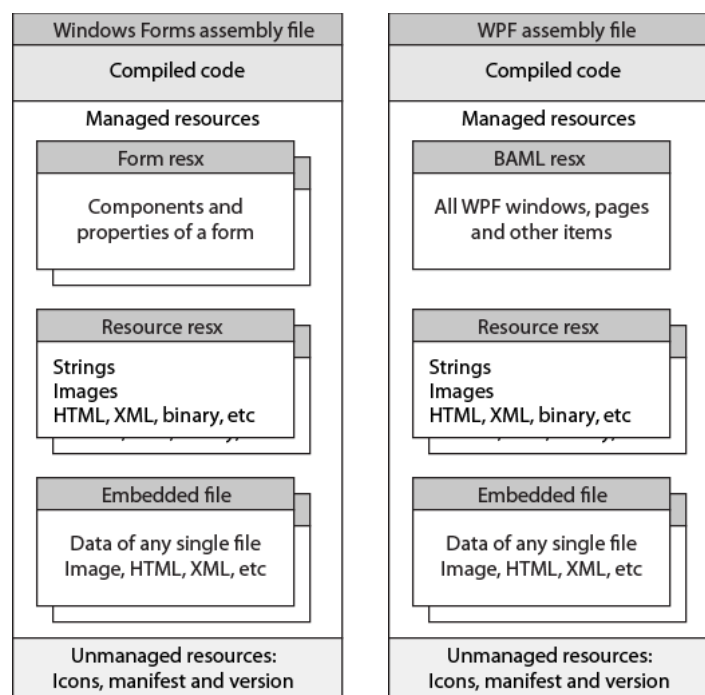 Windows Forms assembly file
Compiled code
Managed resources
Form resx
Components and
properties of a form
Resource resx
Strings
Images
HTML, XML, binary, etc
Embedded file
Data of any single file
Image, HTML, XML, etc
Unmanaged resources:
Icons, manifest and version
WPF assembly file
Compiled code
Managed resources
BAML resx
All WPF windows, pages
and other items
Resource resx
Strings
Images
HTML, XML, binary, etc
Embedded file
Data of any single file
Image, HTML, XML, etc
Unmanaged resources:
Icons, manifest and version